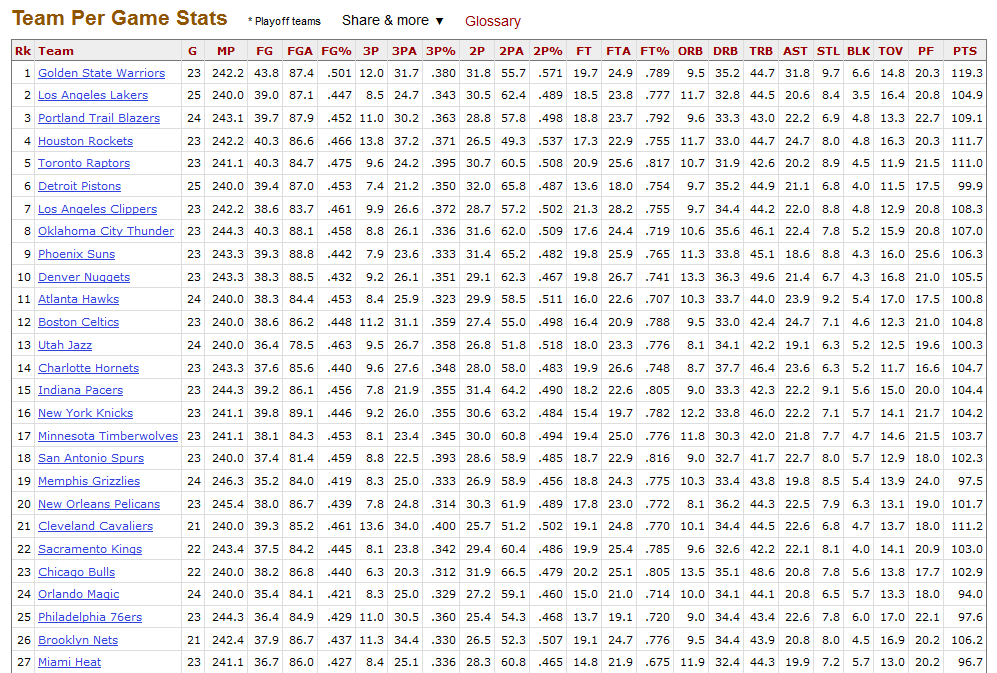 Team Per Game Stats * Playoff teams Share & more ▼ Glossary
Rk Team G MP FG FGA FG% 3P 3PA 3P% 2P 2PA 2P% FT FTA FT% ORB DRB TRB AST STL BLK TOV PF PTS
1 Golden State Warriors 23 242.2 43.8 87.4 .501 12.0 31.7 .380 31.8 55.7 .571 19.7 24.9 .789 9.5 35.2 44.7 31.8 9.7 6.6 14.8 20.3 119.3
2 Los Angeles Lakers 25 240.0 39.0 87.1 .447 8.5 24.7 .343 30.5 62.4 .489 18.5 23.8 .777 11.7 32.8 44.5 20.6 8.4 3.5 16.4 20.8 104.9
3 Portland Trail Blazers 24 243.1 39.7 87.9 .452 11.0 30.2 .363 28.8 57.8 .498 18.8 23.7 .792 9.6 33.3 43.0 22.2 6.9 4.8 13.3 22.7 109.1
4 Houston Rockets 23 242.2 40.3 86.6 .466 13.8 37.2 .371 26.5 49.3 .537 17.3 22.9 .755 11.7 33.0 44.7 24.7 8.0 4.8 16.3 20.3 111.7
5 Toronto Raptors 23 241.1 40.3 84.7 .475 9.6 24.2 .395 30.7 60.5 .508 20.9 25.6 .817 10.7 31.9 42.6 20.2 8.9 4.5 11.9 21.5 111.0
6 Detroit Pistons 25 240.0 39.4 87.0 .453 7.4 21.2 .350 32.0 65.8 .487 13.6 18.0 .754 9.7 35.2 44.9 21.1 6.8 4.0 11.5 17.5 99.9
7 Los Angeles Clippers 23 242.2 38.6 83.7 .461 9.9 26.6 .372 28.7 57.2 .502 21.3 28.2 .755 9.7 34.4 44.2 22.0 8.8 4.8 12.9 20.8 108.3
8 Oklahoma City Thunder 23 244.3 40.3 88.1 .458 8.8 26.1 .336 31.6 62.0 .509 17.6 24.4 .719 10.6 35.6 46.1 22.4 7.8 5.2 15.9 20.8 107.0
9 Phoenix Suns 23 243.3 39.3 88.8 .442 7.9 23.6 .333 31.4 65.2 .482 19.8 25.9 .765 11.3 33.8 45.1 18.6 8.8 4.3 16.0 25.6 106.3
10 Denver Nuggets 23 243.3 38.3 88.5 .432 9.2 26.1 .351 29.1 62.3 .467 19.8 26.7 .741 13.3 36.3 49.6 21.4 6.7 4.3 16.8 21.0 105.5
11 Atlanta Hawks 24 240.0 38.3 84.4 .453 8.4 25.9 .323 29.9 58.5 .511 16.0 22.6 .707 10.3 33.7 44.0 23.9 9.2 5.4 17.0 17.5 100.8
12 Boston Celtics 23 240.0 38.6 86.2 .448 11.2 31.1 .359 27.4 55.0 .498 16.4 20.9 .788 9.5 33.0 42.4 24.7 7.1 4.6 12.3 21.0 104.8
13 Utah Jazz 24 240.0 36.4 78.5 .463 9.5 26.7 .358 26.8 51.8 .518 18.0 23.3 .776 8.1 34.1 42.2 19.1 6.3 5.2 12.5 19.6 100.3
14 Charlotte Hornets 23 243.3 37.6 85.6 .440 9.6 27.6 .348 28.0 58.0 .483 19.9 26.6 .748 8.7 37.7 46.4 23.6 6.3 5.2 11.7 16.6 104.7
15 Indiana Pacers 23 244.3 39.2 86.1 .456 7.8 21.9 .355 31.4 64.2 .490 18.2 22.6 .805 9.0 33.3 42.3 22.2 9.1 5.6 15.0 20.0 104.4
16 New York Knicks 23 241.1 39.8 89.1 .446 9.2 26.0 .355 30.6 63.2 .484 15.4 19.7 .782 12.2 33.8 46.0 22.2 7.1 5.7 14.1 21.7 104.2
17 Minnesota Timberwolves 23 241.1 38.1 84.3 .453 8.1 23.4 .345 30.0 60.8 .494 19.4 25.0 .776 11.8 30.3 42.0 21.8 7.7 4.7 14.6 21.5 103.7
18 San Antonio Spurs 23 240.0 37.4 81.4 .459 8.8 22.5 .393 28.6 58.9 .485 18.7 22.9 .816 9.0 32.7 41.7 22.7 8.0 5.7 12.9 18.0 102.3
19 Memphis Grizzlies 24 246.3 35.2 84.0 .419 8.3 25.0 .333 26.9 58.9 .456 18.8 24.3 .775 10.3 33.4 43.8 19.8 8.5 5.4 13.9 24.0 97.5
20 New Orleans Pelicans 23 245.4 38.0 86.7 .439 7.8 24.8 .314 30.3 61.9 .489 17.8 23.0 .772 8.1 36.2 44.3 22.5 7.9 6.3 13.1 19.0 101.7
21 Cleveland Cavaliers 21 240.0 39.3 85.2 .461 13.6 34.0 .400 25.7 51.2 .502 19.1 24.8 .770 10.1 34.4 44.5 22.6 6.8 4.7 13.7 18.0 111.2
22 Sacramento Kings 22 243.4 37.5 84.2 .445 8.1 23.8 .342 29.4 60.4 .486 19.9 25.4 .785 9.6 32.6 42.2 22.1 8.1 4.0 14.1 20.9 103.0
23 Chicago Bulls 22 240.0 38.2 86.8 .440 6.3 20.3 .312 31.9 66.5 .479 20.2 25.1 .805 13.5 35.1 48.6 20.8 7.8 5.6 13.8 17.7 102.9
24 Orlando Magic 24 240.0 35.4 84.1 .421 8.3 25.0 .329 27.2 59.1 .460 15.0 21.0 .714 10.0 34.1 44.1 20.8 6.5 5.7 13.3 18.0 94.0
25 Philadelphia 76ers 23 244.3 36.4 84.9 .429 11.0 30.5 .360 25.4 54.3 .468 13.7 19.1 .720 9.0 34.4 43.4 22.6 7.8 6.0 17.0 22.1 97.6
26 Brooklyn Nets 21 242.4 37.9 86.7 .437 11.3 34.4 .330 26.5 52.3 .507 19.1 24.7 .776 9.5 34.4 43.9 20.8 8.0 4.5 16.9 20.2 106.2
27 Miami Heat 23 241.1 36.7 86.0 .427 8.4 25.1 .336 28.3 60.8 .465 14.8 21.9 .675 11.9 32.4 44.3 19.9 7.2 5.7 13.0 20.2 96.7